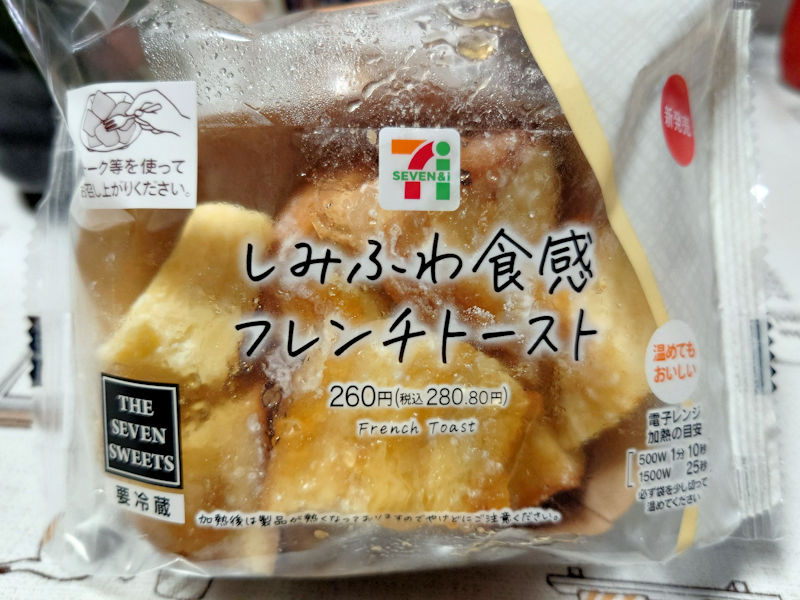 新発売
ーク等を使って
お召し上がりください。
SEVEN&i
しみふわ食感
フレンチトースト
260円(税込280.80円)
French Toast
温めても
おいしい
THE
SEVEN
SWEETS
要冷蔵
電子レンジ
加熱の目安
500W 1分10秒
1500W 25秒
必ず袋を少し切って
温めてください
加熱後は製品が熱くなっておりますのでやけどにご注意ください。